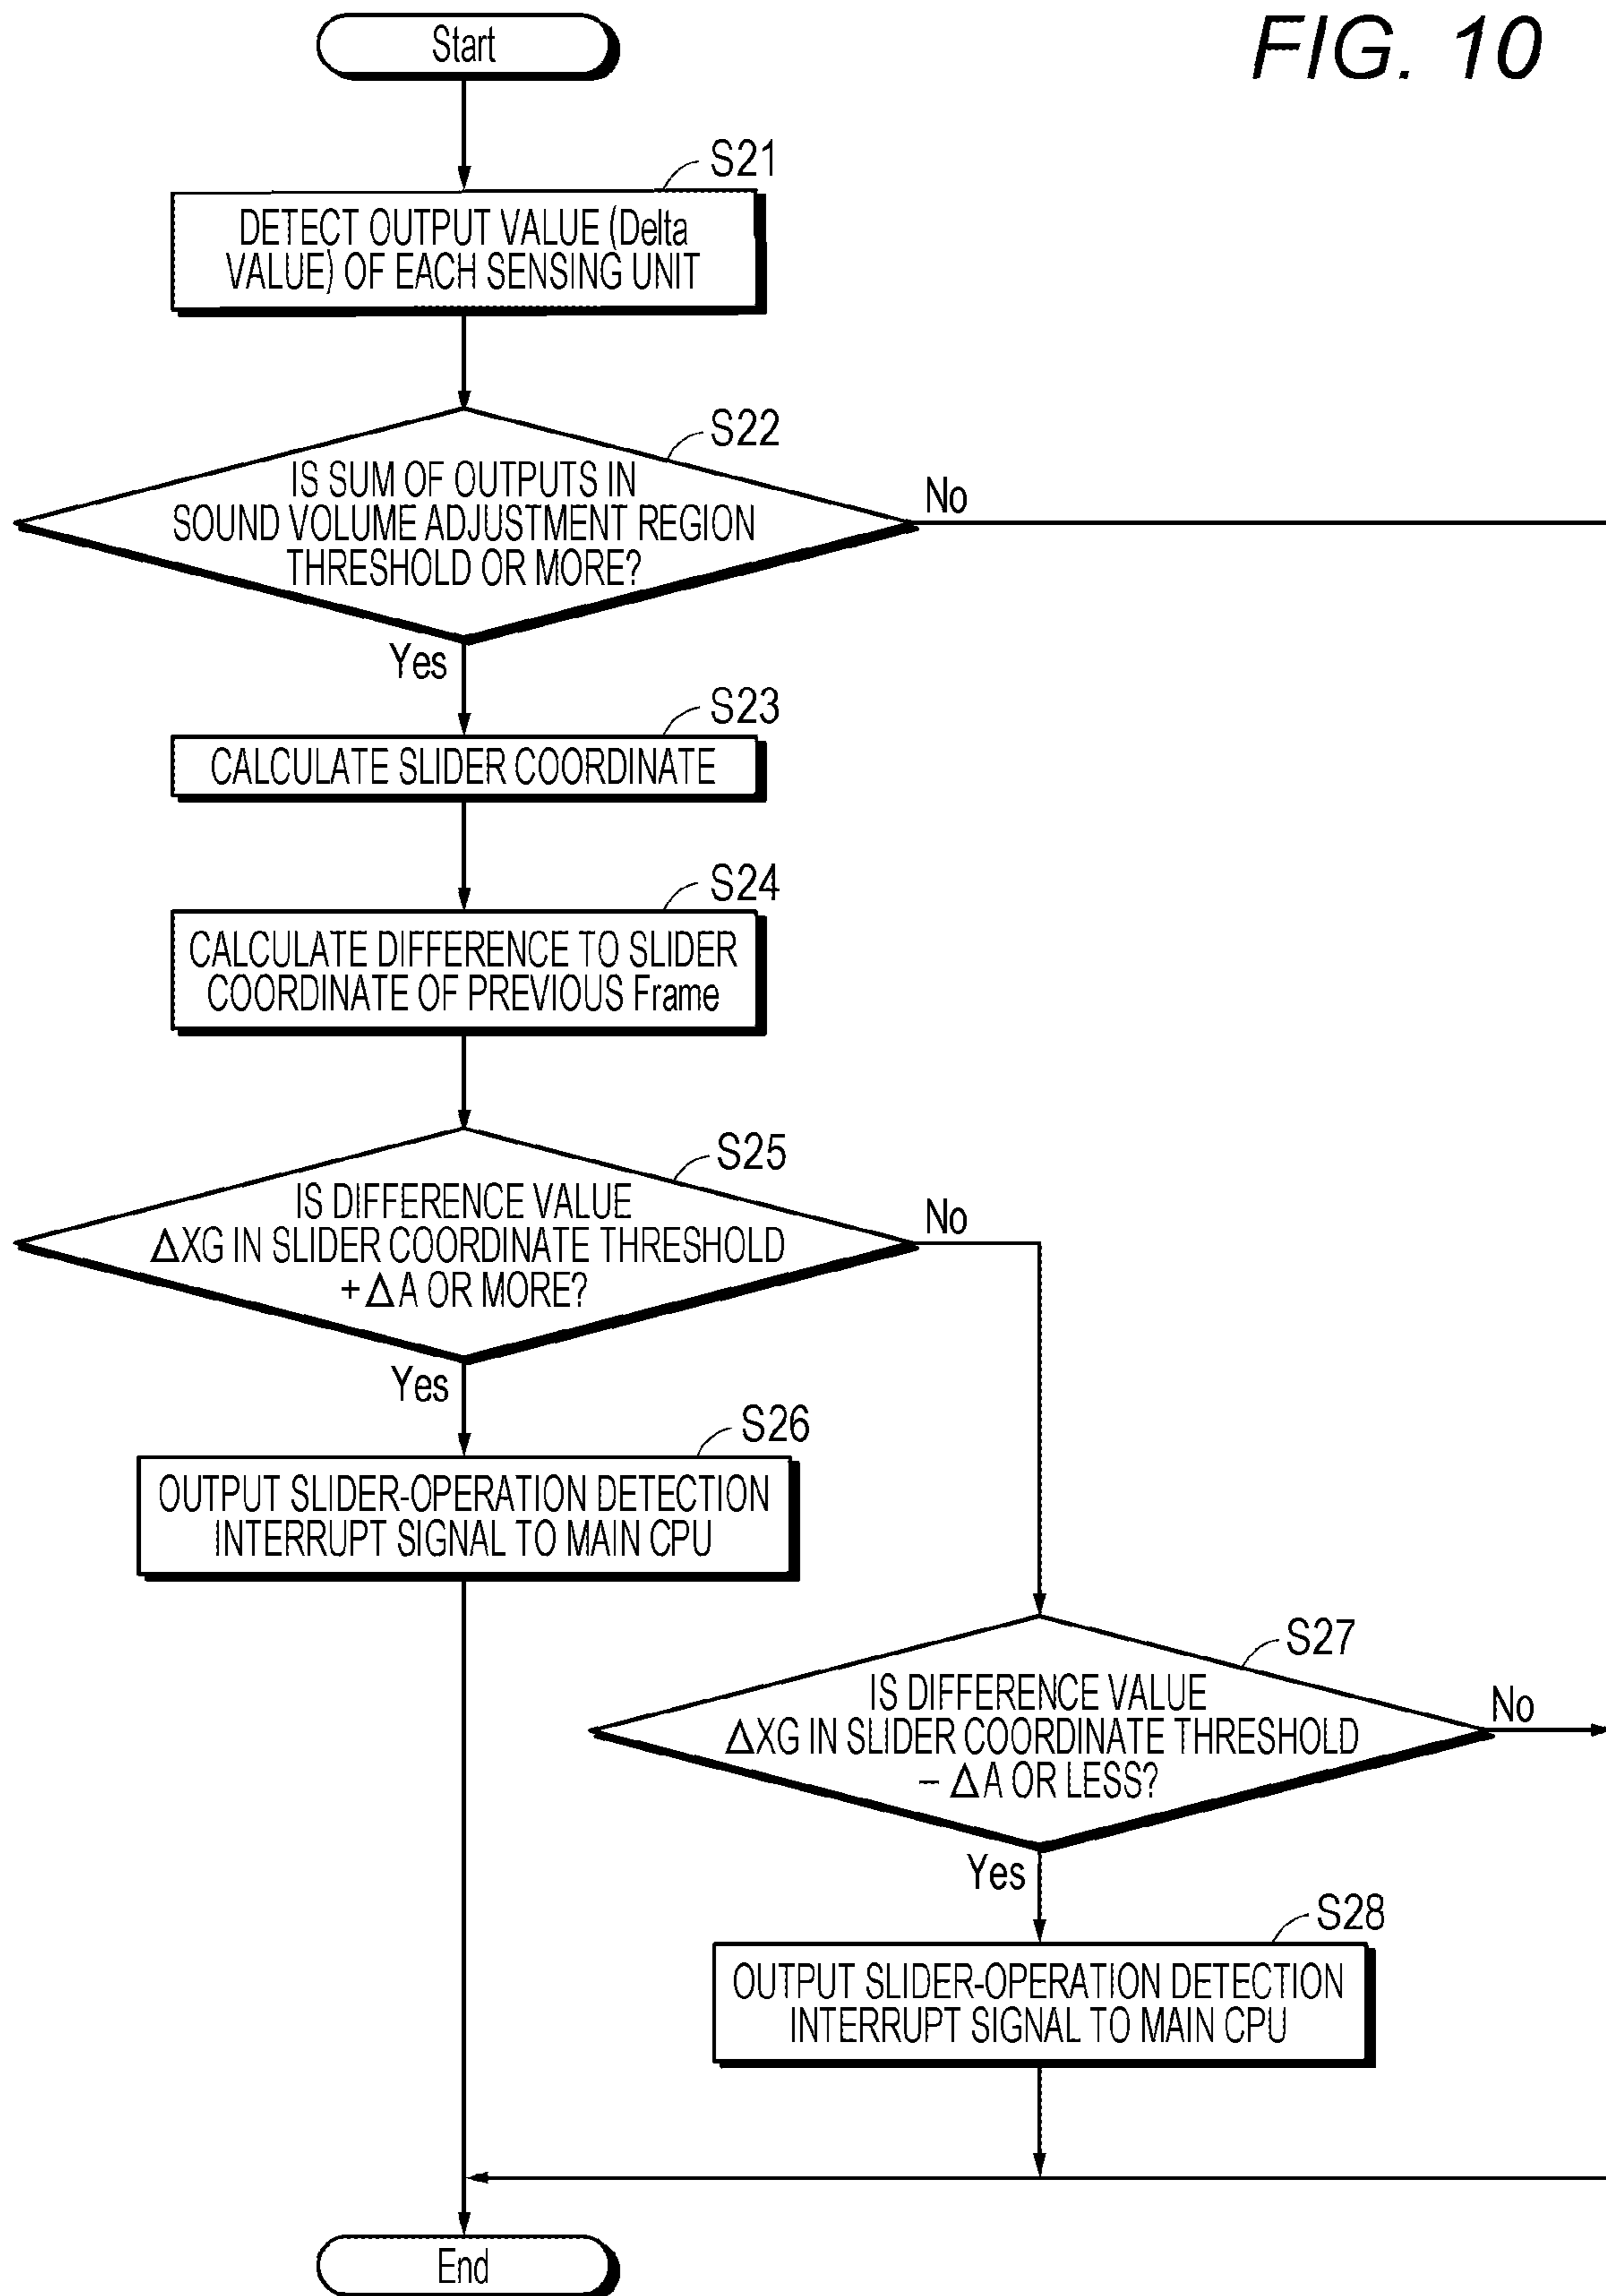 FIG. 10
Start
S21
DETECT OUTPUT VALUE (Delta
VALUE) OF EACH SENSING UNIT
S22
IS SUM OF OUTPUTS IN
SOUND VOLUME ADJUSTMENT REGION
THRESHOLD OR MORE?
No
Yes
S23
CALCULATE SLIDER COORDINATE
S24
CALCULATE DIFFERENCE TO SLIDER
COORDINATE OF PREVIOUS Frame
S25
IS DIFFERENCE VALUE
ΔXG IN SLIDER COORDINATE THRESHOLD
+ ΔA OR MORE?
No
Yes
S26
OUTPUT SLIDER-OPERATION DETECTION
INTERRUPT SIGNAL TO MAIN CPU
S27
IS DIFFERENCE VALUE
ΔXG IN SLIDER COORDINATE THRESHOLD
− ΔA OR LESS?
No
Yes
S28
OUTPUT SLIDER-OPERATION DETECTION
INTERRUPT SIGNAL TO MAIN CPU
End